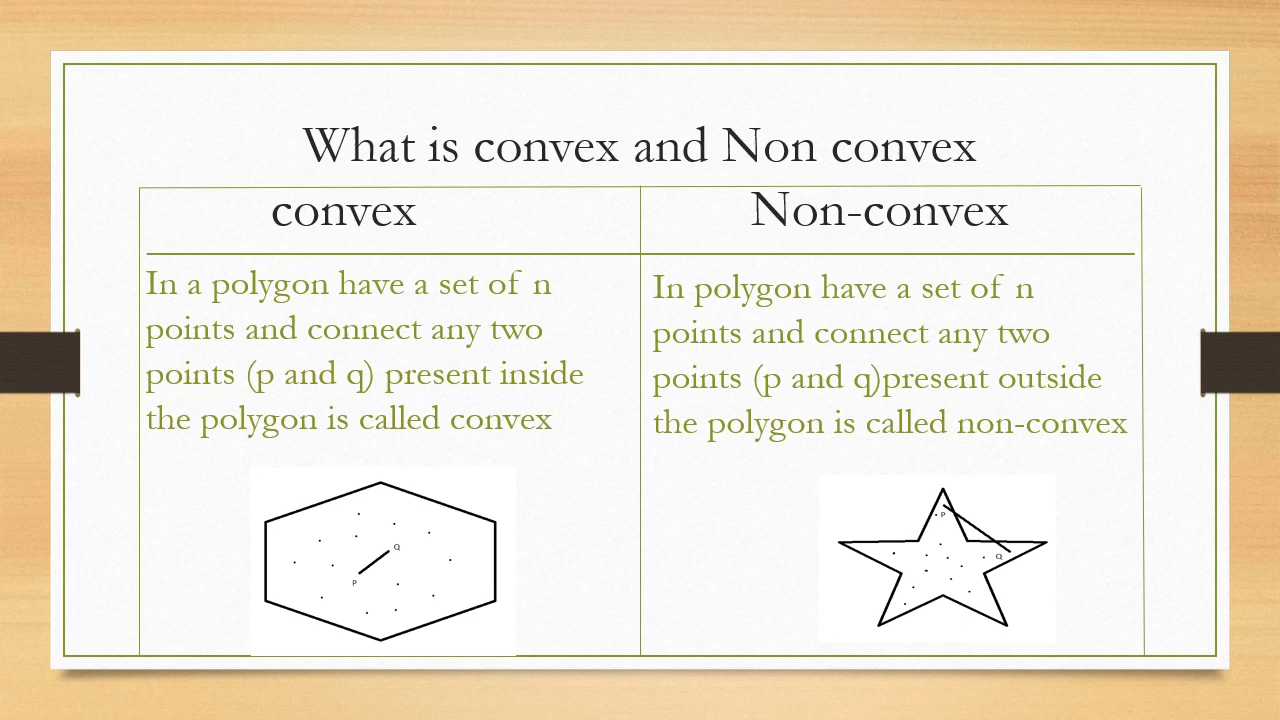 What is convex and Non convex
convex
In a polygon have a set of n
points and connect any two
points (p and q) present inside
the polygon is called convex
Q
P
Non-convex
In polygon have a set of n
points and connect any two
points (p and q)present outside
the polygon is called non-convex
P
Q